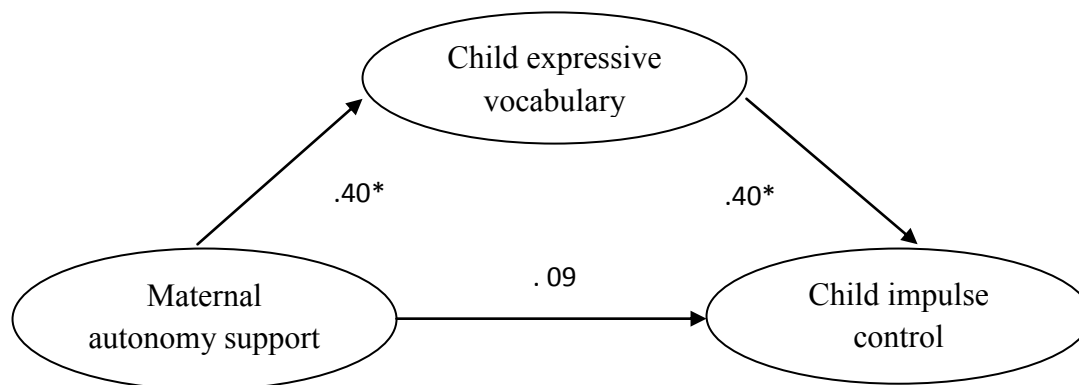 Child expressive
vocabulary
.40*
.40*
. 09
Maternal
autonomy support
Child impulse
control